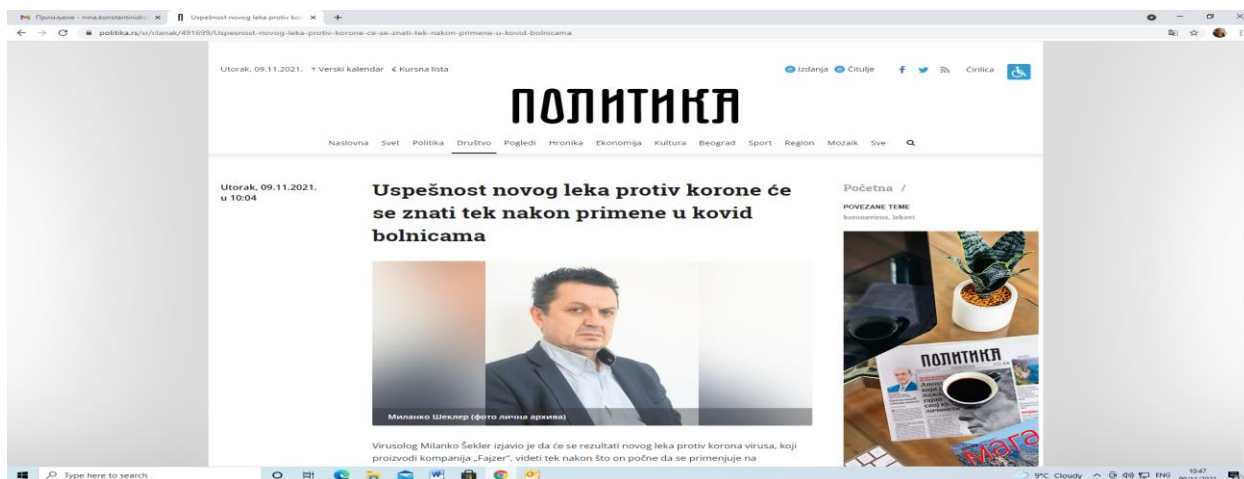 Примљене - nina.konstantinidis
Uspešnost novog leka protiv ko
politika.rs/sr/clanak/491699/Uspesnost-novog-leka-protiv-korone-ce-se-znati-tek-nakon-primene-u-kovid-bolnicama
Utorak, 09.11.2021. † Verski kalendar € Kursna lista
Izdanja Čitulje Ćirilica
ПОЛИТИКА
Naslovna Svet Politika Društvo Pogledi Hronika Ekonomija Kultura Beograd Sport Region Mozaik Sve
Utorak, 09.11.2021.
u 10:04
Uspešnost novog leka protiv korone će
se znati tek nakon primene u kovid
bolnicama
Миланко Шеклер (фото лична архива)
Virusolog Milanko Šekler izjavio je da će se rezultati novog leka protiv korona virusa, koji
proizvodi kompanija „Fajzer“, videti tek nakon što on počne da se primenjuje na
Početna /
POVEZANE TEME
koronavirus, lekovi
ПОЛИТИКА
Мага
Type here to search
9°C Cloudy ENG 10:47
09/11/2021